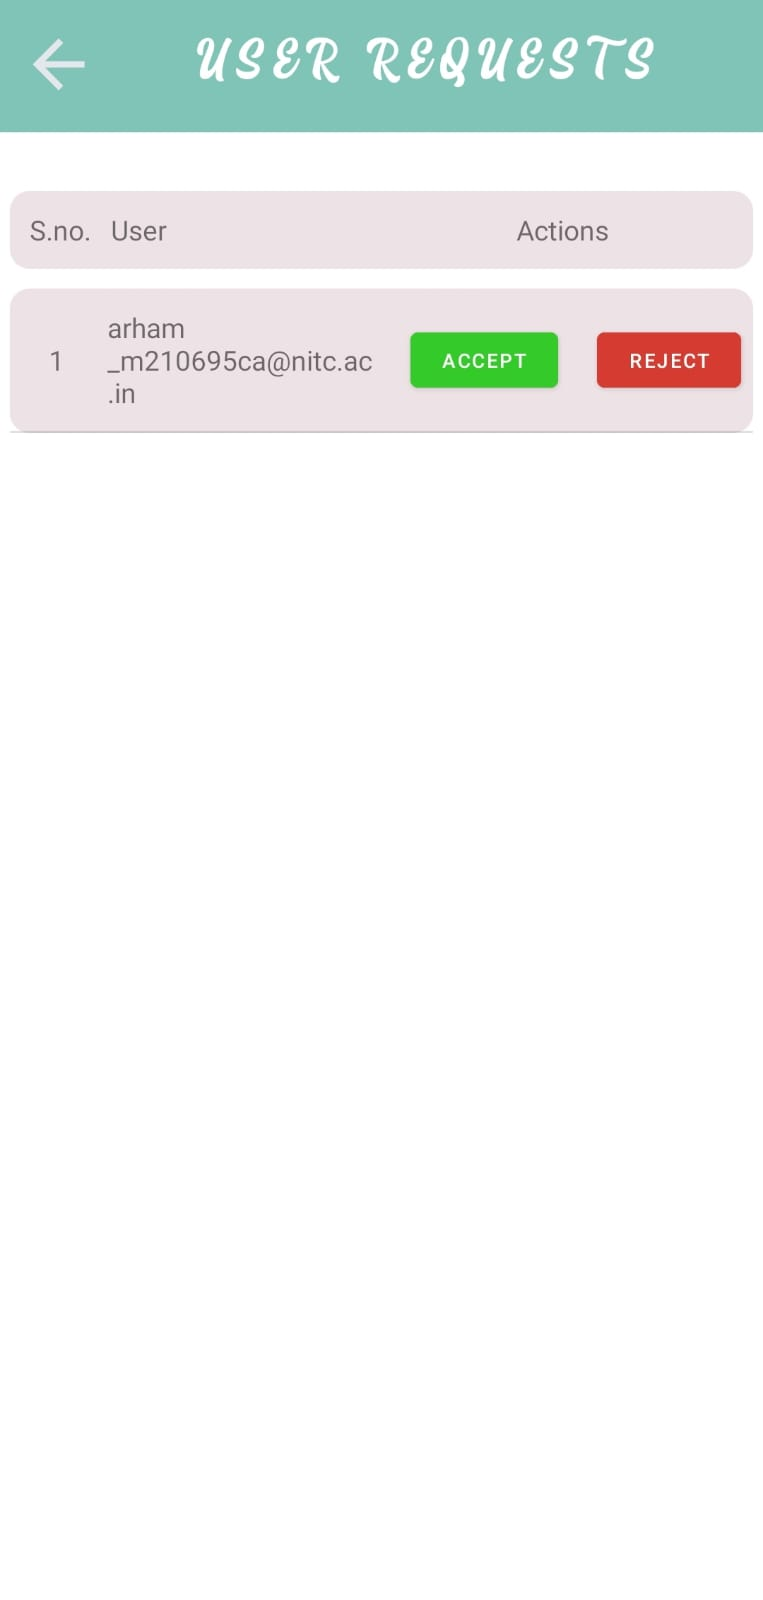 USER REQUESTS
S.no. User Actions
arham
1 _m210695ca@nitc.ac ACCEPT REJECT
.in